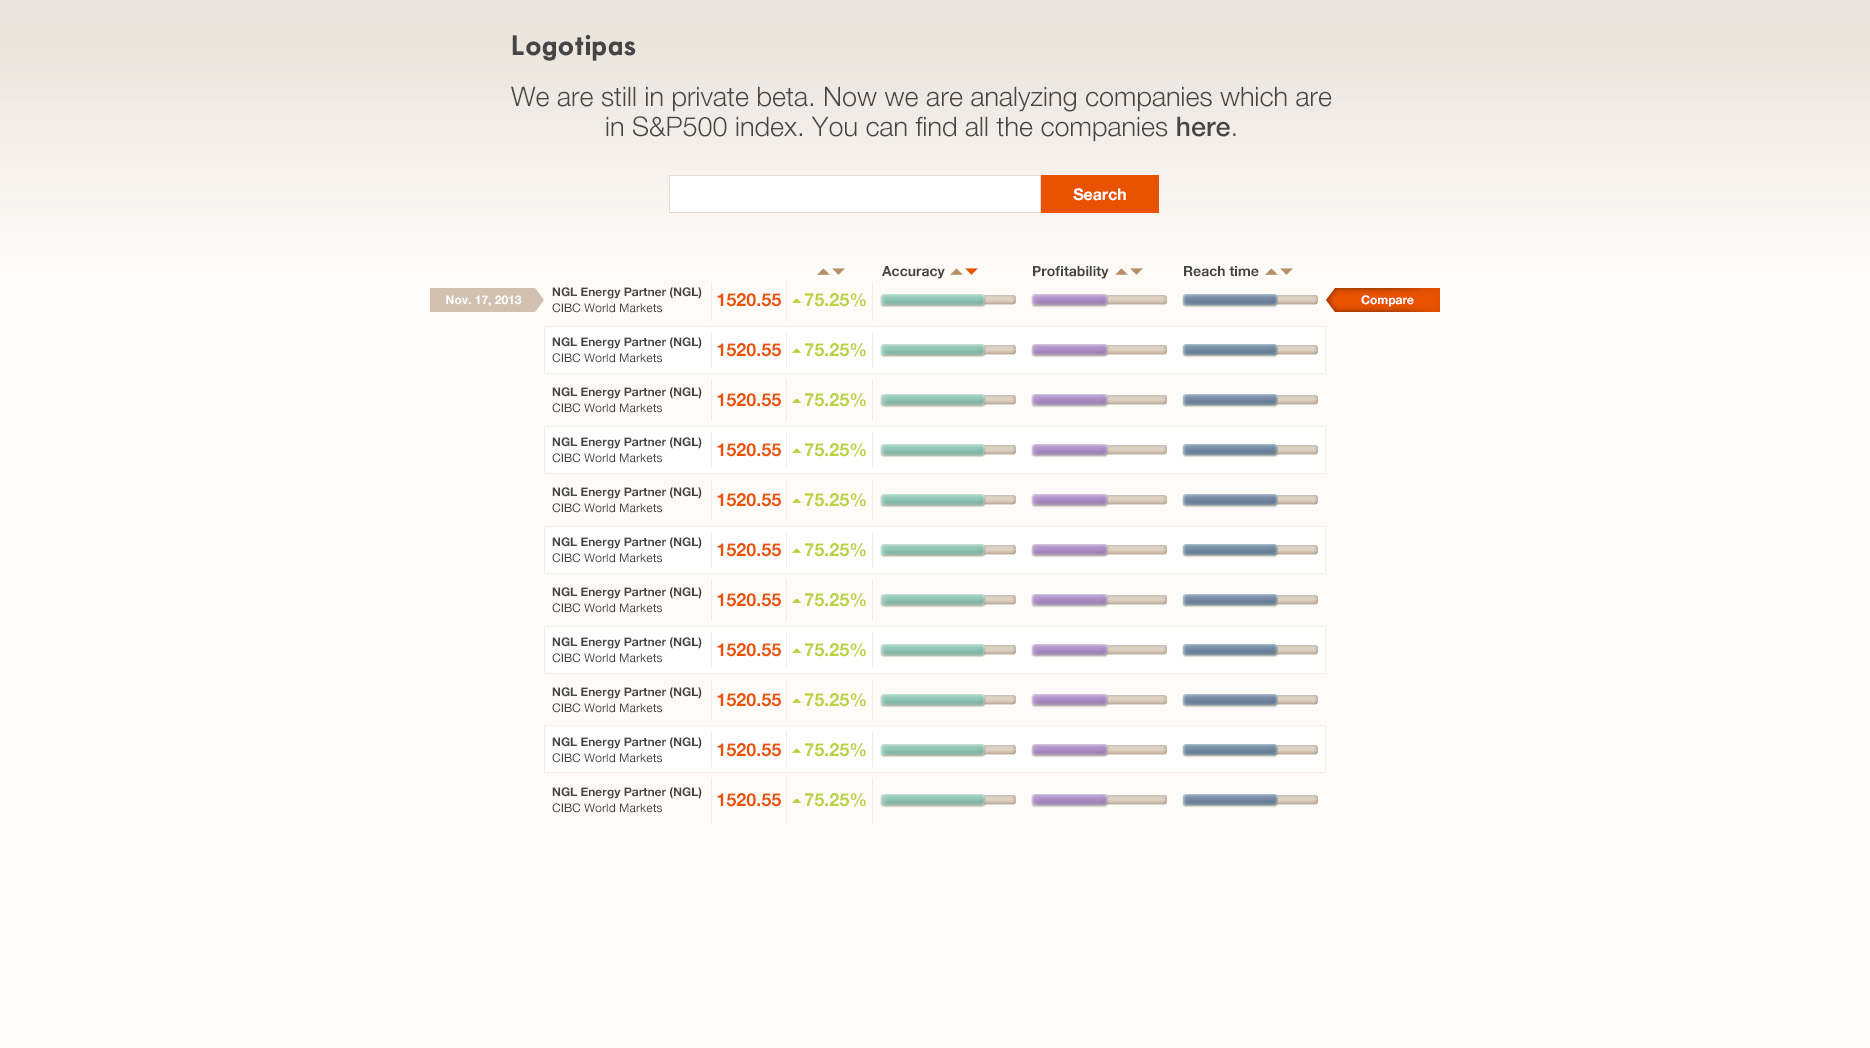 Logotipas
We are still in private beta. Now we are analyzing companies which are
in S&P500 index. You can find all the companies here.
Search
Accuracy Profitability Reach time
Nov. 17, 2013
NGL Energy Partner (NGL)
CIBC World Markets
1520.55 75.25%
Compare
NGL Energy Partner (NGL)
CIBC World Markets
1520.55 75.25%
NGL Energy Partner (NGL)
CIBC World Markets
1520.55 75.25%
NGL Energy Partner (NGL)
CIBC World Markets
1520.55 75.25%
NGL Energy Partner (NGL)
CIBC World Markets
1520.55 75.25%
NGL Energy Partner (NGL)
CIBC World Markets
1520.55 75.25%
NGL Energy Partner (NGL)
CIBC World Markets
1520.55 75.25%
NGL Energy Partner (NGL)
CIBC World Markets
1520.55 75.25%
NGL Energy Partner (NGL)
CIBC World Markets
1520.55 75.25%
NGL Energy Partner (NGL)
CIBC World Markets
1520.55 75.25%
NGL Energy Partner (NGL)
CIBC World Markets
1520.55 75.25%